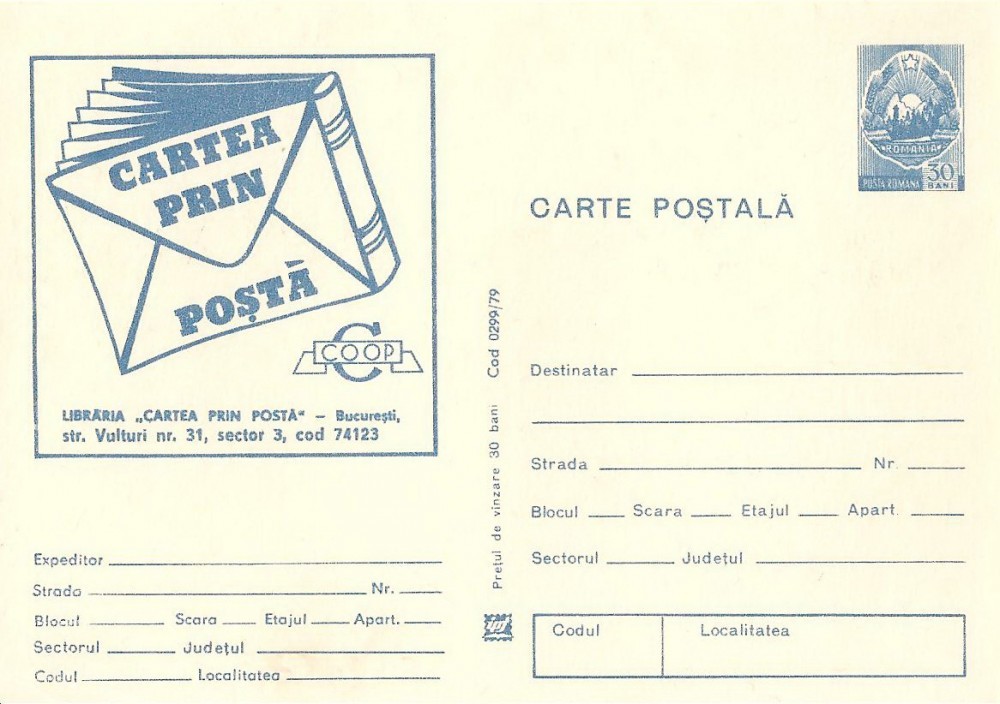 CARTEA
PRIN
POȘTĂ
C
COOP
LIBRĂRIA „CARTEA PRIN POSTĂ" – București,
str. Vulturi nr. 31, sector 3, cod 74123
Expeditor
Strada Nr.
Blocul Scara Etajul Apart.
Sectorul Județul
Codul Localitatea
Prețul de vînzare 30 bani Cod 0299/79
ROMANIA
POSTA ROMANA 30
BANI
CARTE POȘTALĂ
Destinatar
Strada Nr.
Blocul Scara Etajul Apart.
Sectorul Județul
Codul Localitatea